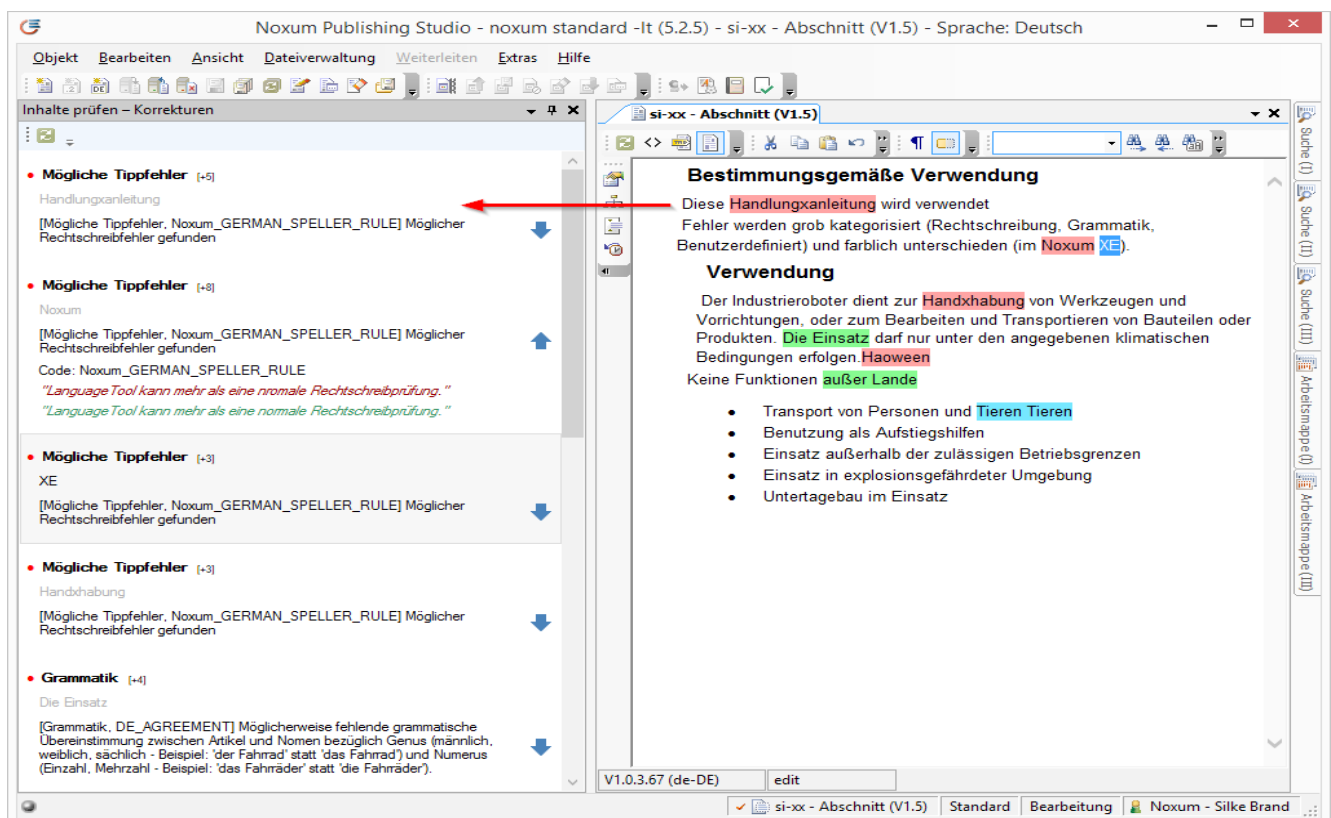 Noxum Publishing Studio - noxum standard -lt (5.2.5) - si-xx - Abschnitt (V1.5) - Sprache: Deutsch
Objekt Bearbeiten Ansicht Dateiverwaltung Weiterleiten Extras Hilfe
Inhalte prüfen – Korrekturen
Mögliche Tippfehler [+5]
Handlungxanleitung
[Mögliche Tippfehler, Noxum_GERMAN_SPELLER_RULE] Möglicher
Rechtschreibfehler gefunden
Mögliche Tippfehler [+8]
Noxum
[Mögliche Tippfehler, Noxum_GERMAN_SPELLER_RULE] Möglicher
Rechtschreibfehler gefunden
Code: Noxum_GERMAN_SPELLER_RULE
"LanguageTool kann mehr als eine nromale Rechtschreibprüfung."
"LanguageTool kann mehr als eine normale Rechtschreibprüfung."
Mögliche Tippfehler [+3]
XE
[Mögliche Tippfehler, Noxum_GERMAN_SPELLER_RULE] Möglicher
Rechtschreibfehler gefunden
Mögliche Tippfehler [+3]
Handxhabung
[Mögliche Tippfehler, Noxum_GERMAN_SPELLER_RULE] Möglicher
Rechtschreibfehler gefunden
Grammatik [+4]
Die Einsatz
[Grammatik, DE_AGREEMENT] Möglicherweise fehlende grammatische
Übereinstimmung zwischen Artikel und Nomen bezüglich Genus (männlich,
weiblich, sächlich - Beispiel: 'der Fahrrad' statt 'das Fahrrad') und Numerus
(Einzahl, Mehrzahl - Beispiel: 'das Fahrräder' statt 'die Fahrräder').
si-xx - Abschnitt (V1.5)
Bestimmungsgemäße Verwendung
Diese Handlungxanleitung wird verwendet
Fehler werden grob kategorisiert (Rechtschreibung, Grammatik,
Benutzerdefiniert) und farblich unterschieden (im Noxum XE).
Verwendung
Der Industrieroboter dient zur Handxhabung von Werkzeugen und
Vorrichtungen, oder zum Bearbeiten und Transportieren von Bauteilen oder
Produkten. Die Einsatz darf nur unter den angegebenen klimatischen
Bedingungen erfolgen.Haoween
Keine Funktionen außer Lande
• Transport von Personen und Tieren Tieren
• Benutzung als Aufstiegshilfen
• Einsatz außerhalb der zulässigen Betriebsgrenzen
• Einsatz in explosionsgefährdeter Umgebung
• Untertagebau im Einsatz
V1.0.3.67 (de-DE) edit
Suche (I)
Suche (II)
Suche (III)
Arbeitsmappe (I)
Arbeitsmappe (III)
si-xx - Abschnitt (V1.5) Standard Bearbeitung Noxum - Silke Brand